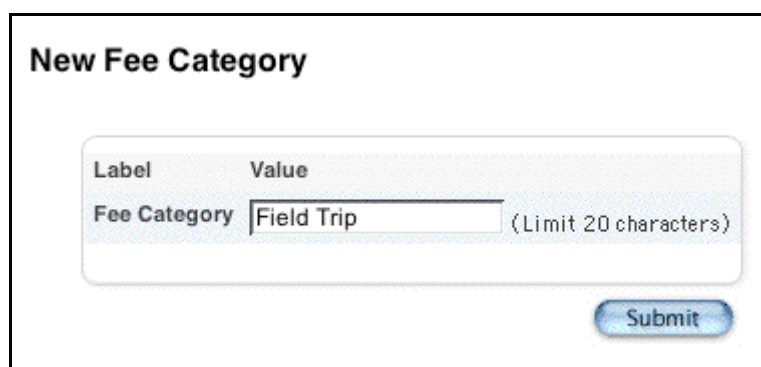 New Fee Category
Label Value
Fee Category Field Trip (Limit 20 characters)
Submit